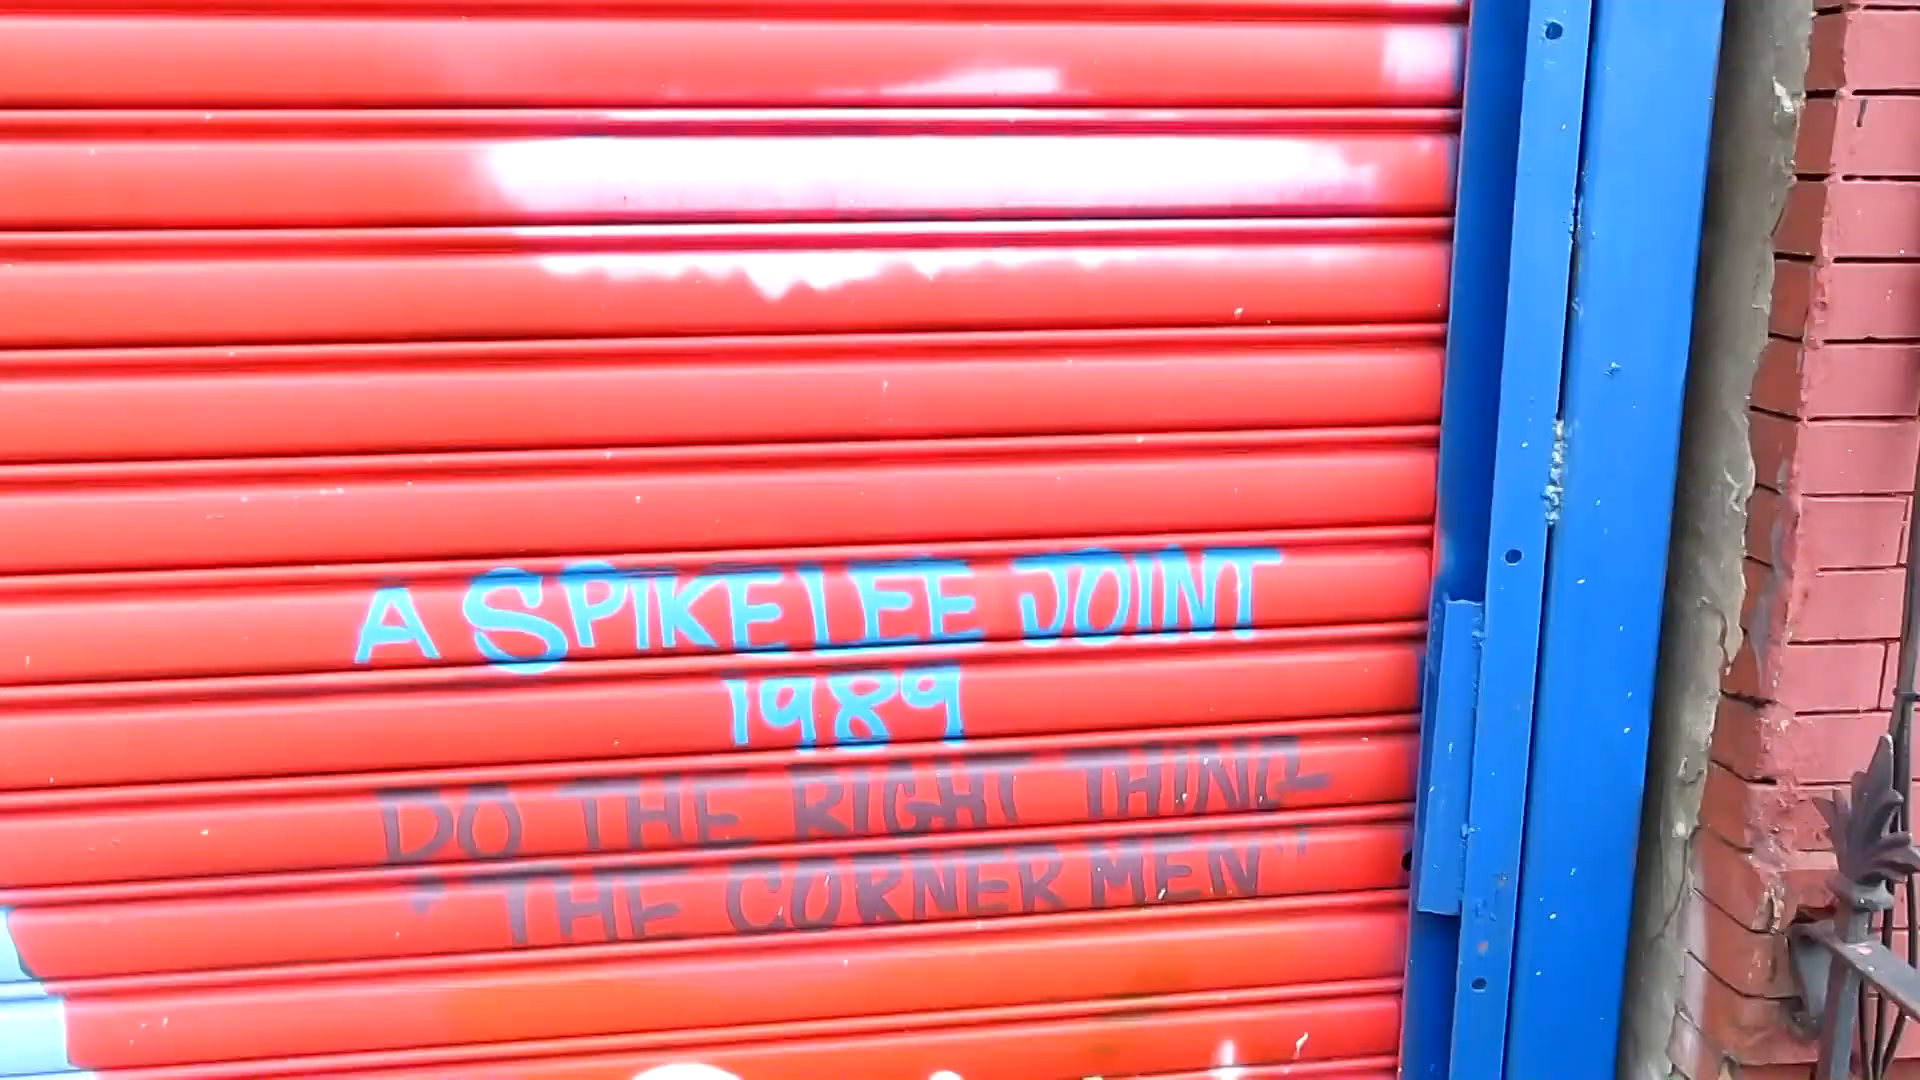 A SPIKE LEE JOINT
1989
DO THE RIGHT THING
"THE CORNER MEN"